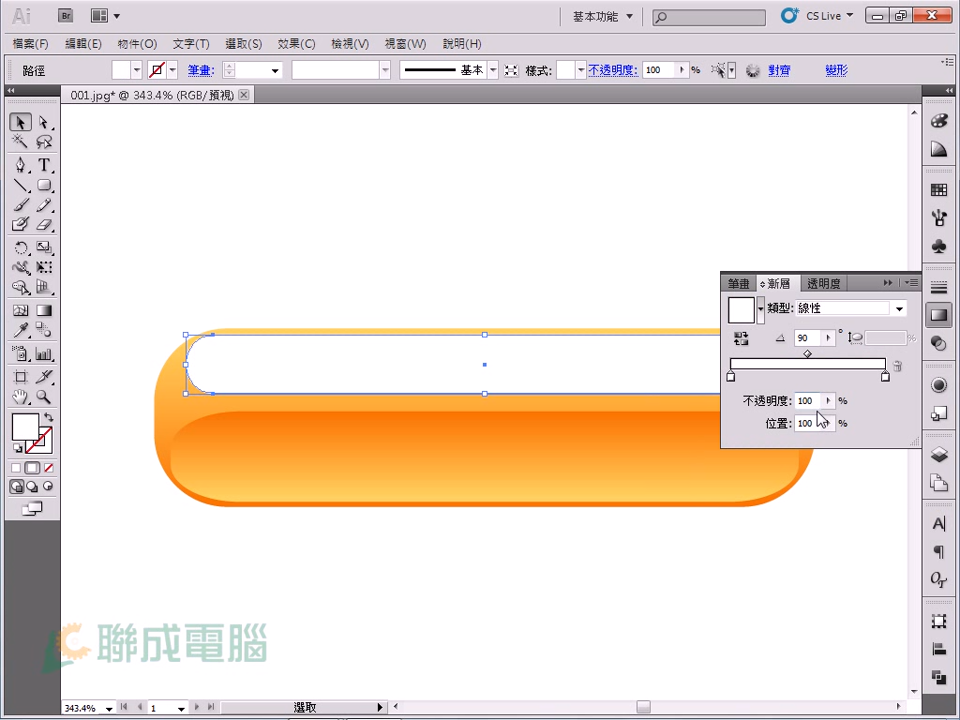 Ai Br 基本功能 CS Live
檔案(F) 編輯(E) 物件(O) 文字(T) 選取(S) 效果(C) 檢視(V) 視窗(W) 說明(H)
路徑 筆畫: 基本 樣式: 不透明度: 100 % 對齊 變形
001.jpg* @ 343.4% (RGB/預視)
筆畫 漸層 透明度
類型: 線性
90 ° %
不透明度: 100 %
位置: 100 %
聯成電腦
343.4% 1 選取